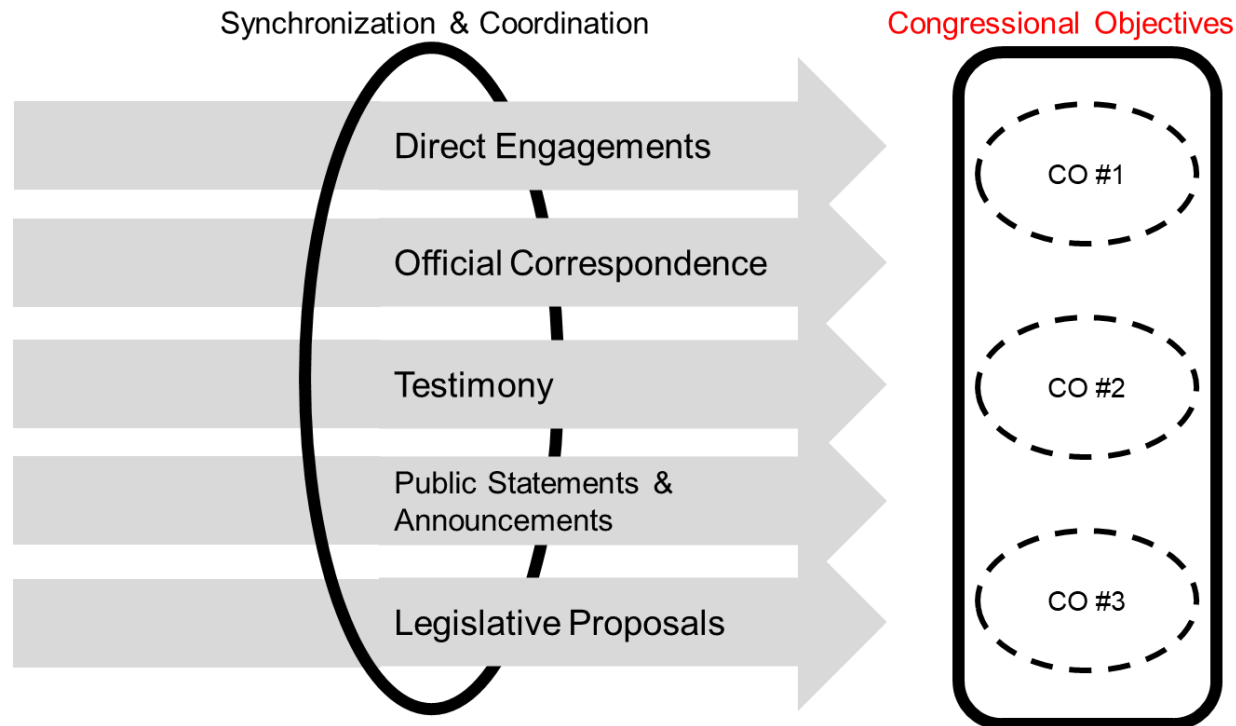 Synchronization & Coordination
Congressional Objectives
Direct Engagements
CO #1
Official Correspondence
Testimony
CO #2
Public Statements &
Announcements
CO #3
Legislative Proposals